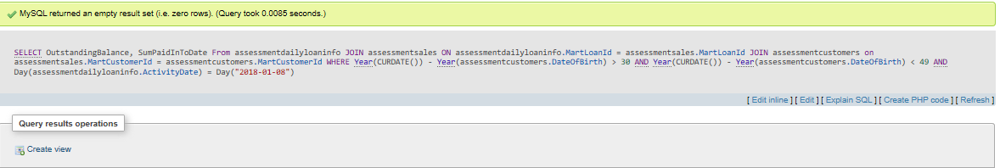 MySQL returned an empty result set (i.e. zero rows). (Query took 0.0085 seconds.)
SELECT OutstandingBalance, SumPaidInToDate From assessmentdailyloaninfo JOIN assessmentsales ON assessmentdailyloaninfo.MartLoanId = assessmentsales.MartLoanId JOIN assessmentcustomers on
assessmentsales.MartCustomerId = assessmentcustomers.MartCustomerId WHERE Year(CURDATE()) - Year(assessmentcustomers.DateOfBirth) > 30 AND Year(CURDATE()) - Year(assessmentcustomers.DateOfBirth) < 49 AND
Day(assessmentdailyloaninfo.ActivityDate) = Day("2018-01-08")
[ Edit inline ] [ Edit ] [ Explain SQL ] [ Create PHP code ] [ Refresh ]
Query results operations
Create view